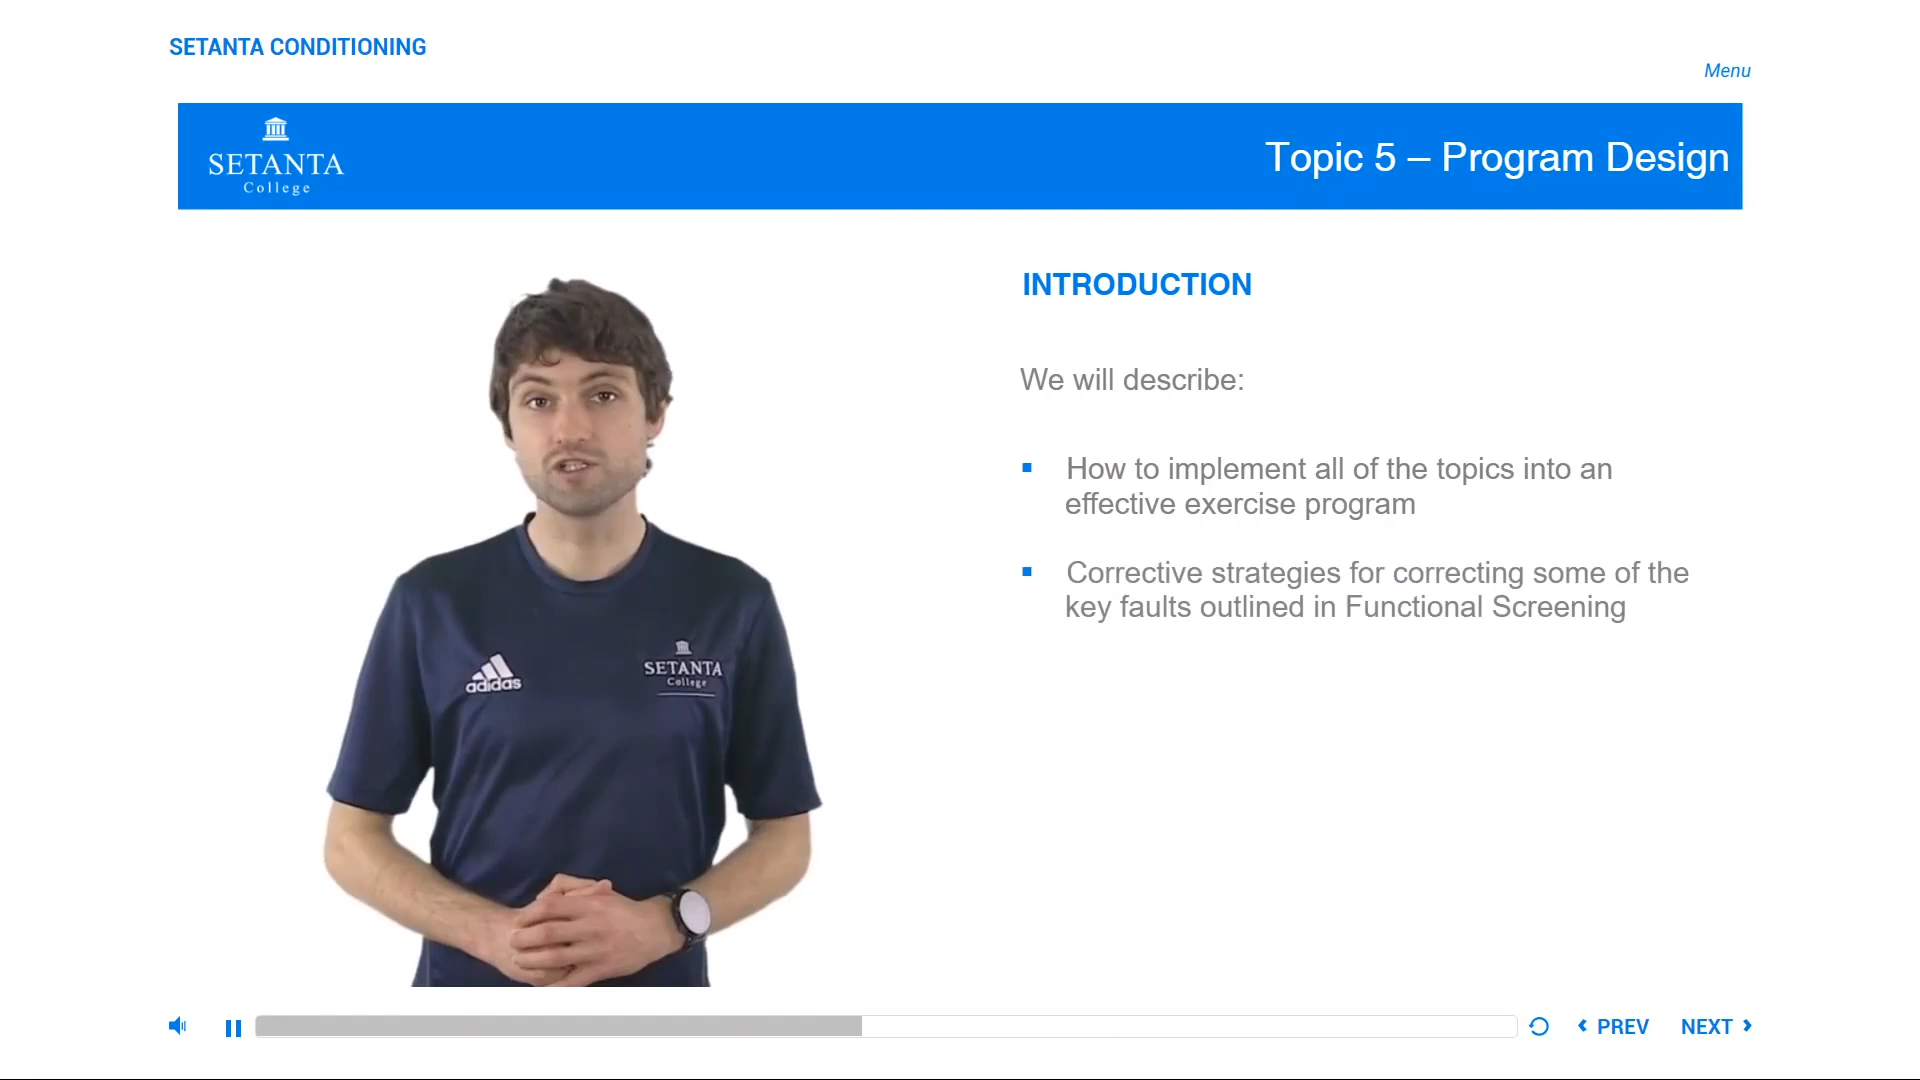 SETANTA CONDITIONING
Menu
SETANTA
College
Topic 5 – Program Design
INTRODUCTION
We will describe:
How to implement all of the topics into an
effective exercise program
Corrective strategies for correcting some of the
key faults outlined in Functional Screening
adidas
SETANTA
College
PREV
NEXT